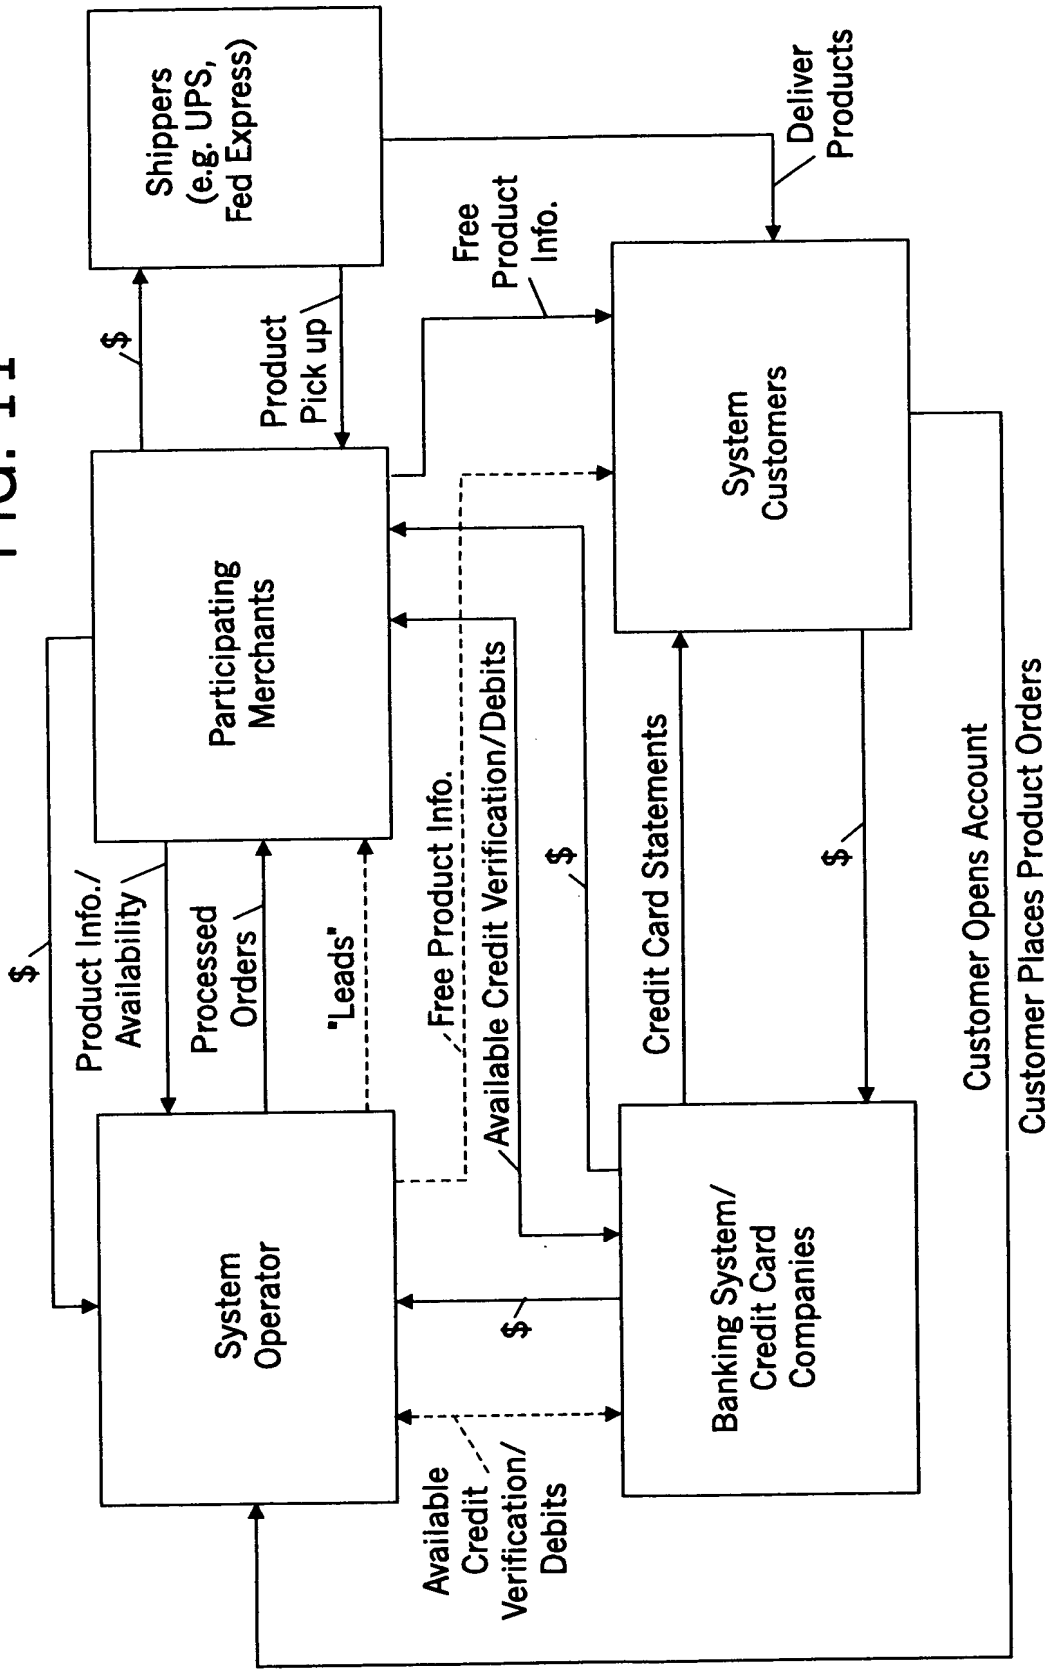 FIG. 11
$
Product Info./
Availability
Processed
Orders
"Leads"
System
Operator
Participating
Merchants
$
Product
Pick up
Shippers
(e.g. UPS,
Fed Express)
Available
Credit
Verification/
Debits
$
Free Product Info.
Available Credit Verification/Debits
$
Free
Product
Info.
Deliver
Products
Banking System/
Credit Card
Companies
Credit Card Statements
$
System
Customers
Customer Opens Account
Customer Places Product Orders